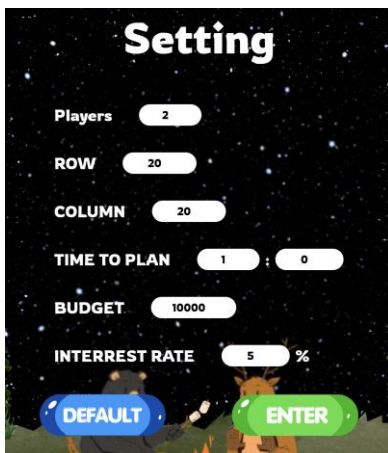 Setting
Players 2
ROW 20
COLUMN 20
TIME TO PLAN 1 : 0
BUDGET 10000
INTERREST RATE 5 %
DEFAULT ENTER